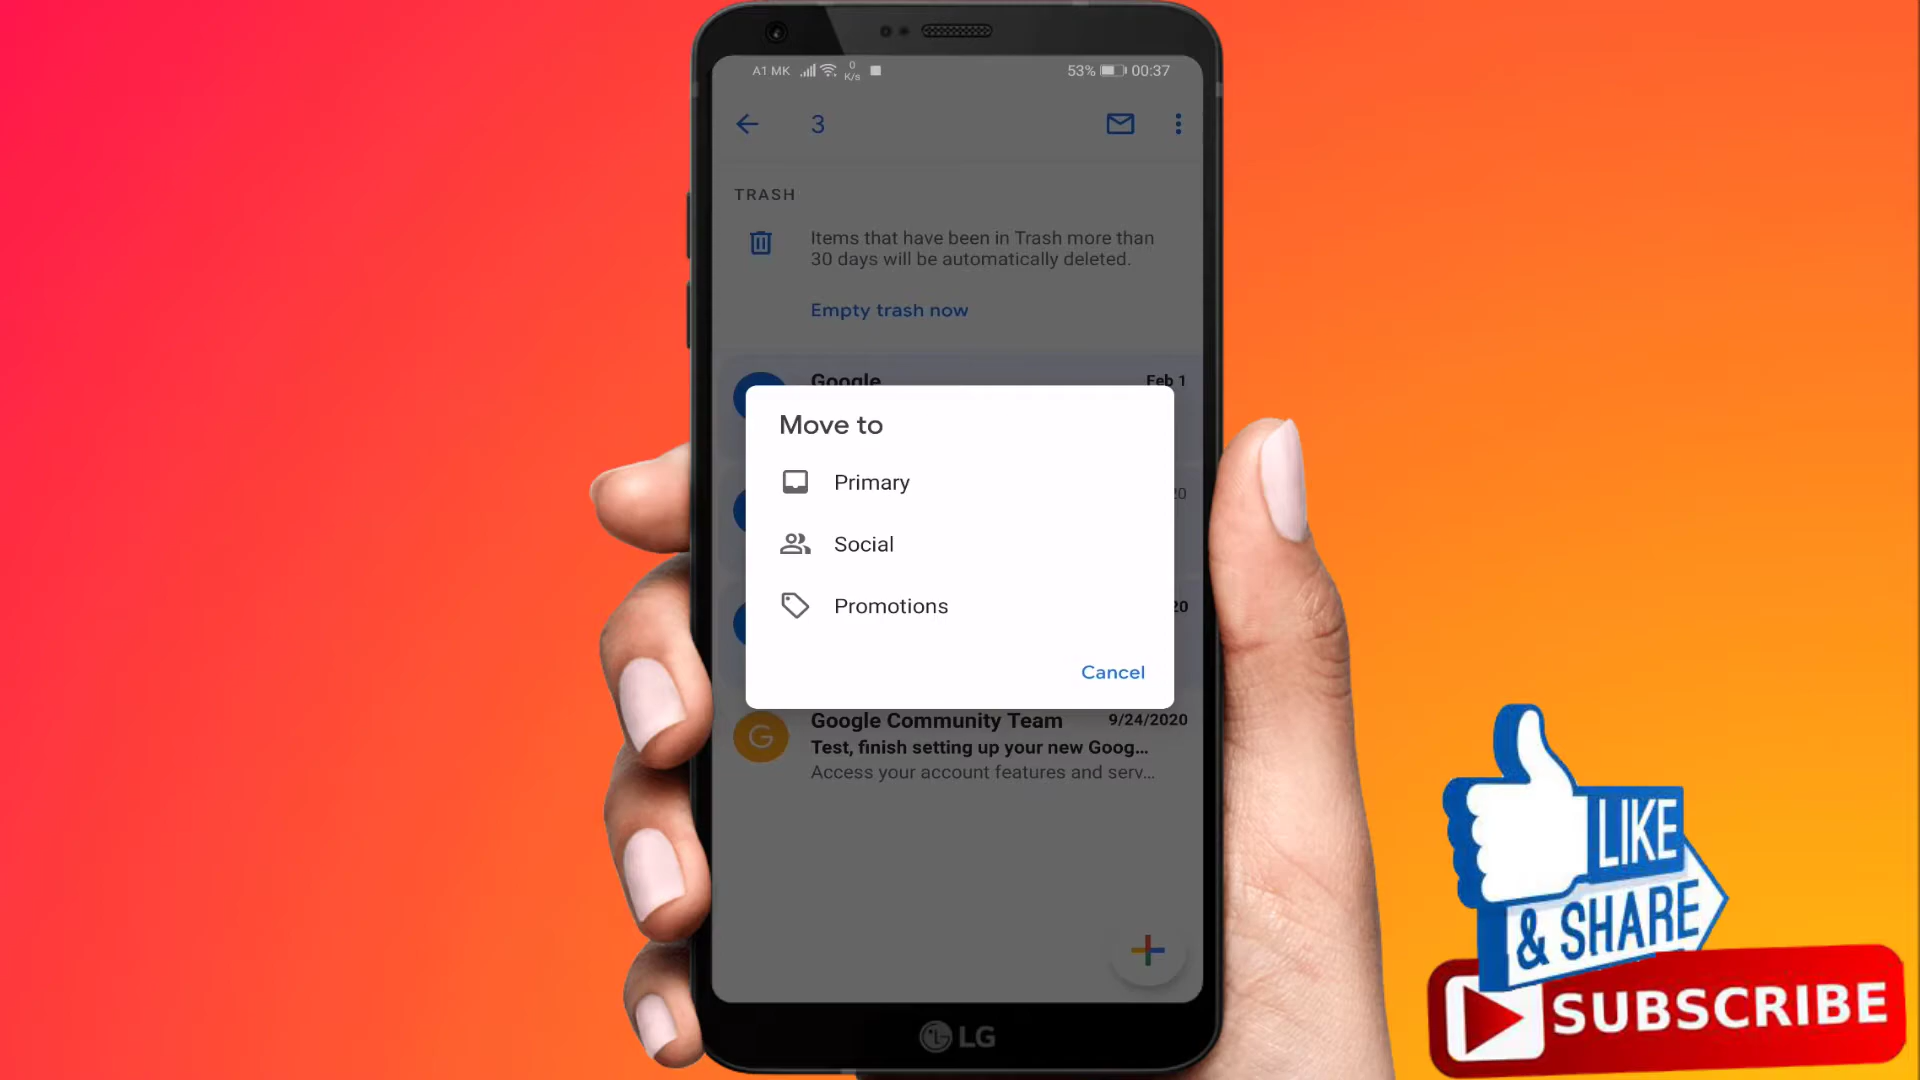 A1 MK 0 K/s 53% 00:37
3
TRASH
Items that have been in Trash more than
30 days will be automatically deleted.
Empty trash now
Google Feb 1
Move to
Primary
Social
Promotions
Cancel
Google Community Team 9/24/2020
Test, finish setting up your new Goog...
G
Access your account features and serv...
LG
LIKE
& SHARE
SUBSCRIBE